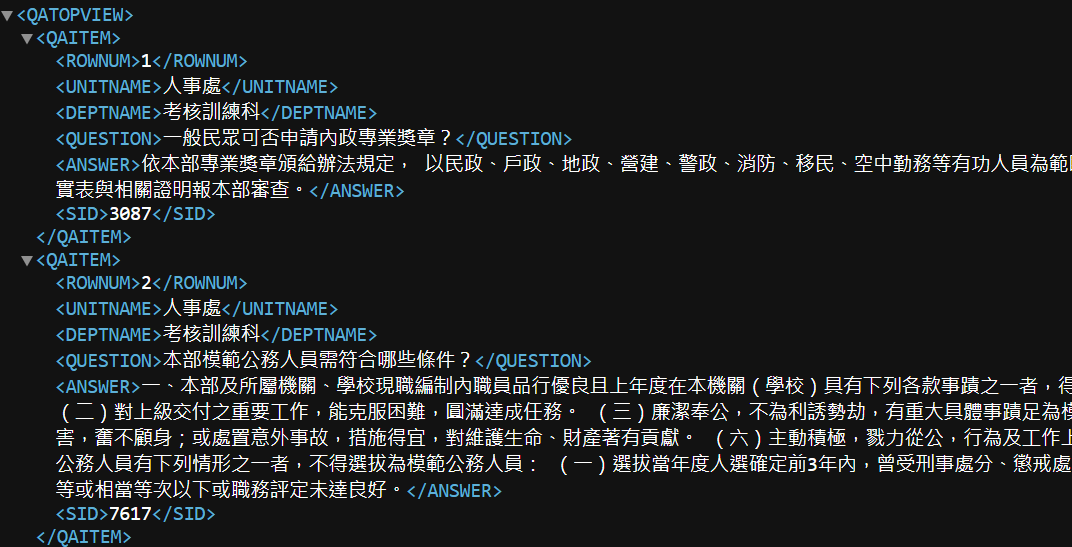 <QATOPVIEW>
<QAITEM>
<ROWNUM>1</ROWNUM>
<UNITNAME>人事處</UNITNAME>
<DEPTNAME>考核訓練科</DEPTNAME>
<QUESTION>一般民眾可否申請內政專業獎章？</QUESTION>
<ANSWER>依本部專業獎章頒給辦法規定， 以民政、戶政、地政、營建、警政、消防、移民、空中勤務等有功人員為範
實表與相關證明報本部審查。</ANSWER>
<SID>3087</SID>
</QAITEM>
<QAITEM>
<ROWNUM>2</ROWNUM>
<UNITNAME>人事處</UNITNAME>
<DEPTNAME>考核訓練科</DEPTNAME>
<QUESTION>本部模範公務人員需符合哪些條件？</QUESTION>
<ANSWER>一、本部及所屬機關、學校現職編制內職員品行優良且上年度在本機關（學校）具有下列各款事蹟之一者，得
（二）對上級交付之重要工作，能克服困難，圓滿達成任務。 （三）廉潔奉公，不為利誘勢劫，有重大具體事蹟足為模
害，奮不顧身；或處置意外事故，措施得宜，對維護生命、財產著有貢獻。 （六）主動積極，戮力從公，行為及工作上
公務人員有下列情形之一者，不得選拔為模範公務人員： （一）選拔當年度人選確定前3年內，曾受刑事處分、懲戒處
等或相當等次以下或職務評定未達良好。</ANSWER>
<SID>7617</SID>
</QAITEM>